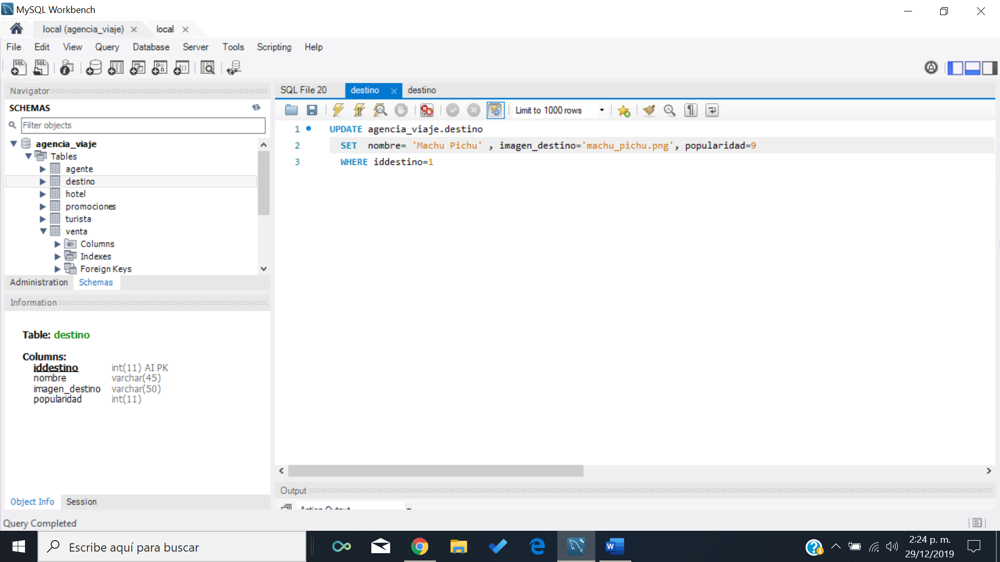 MySQL Workbench
local (agencia_viaje)
local
File Edit View Query Database Server Tools Scripting Help
Navigator
SCHEMAS
Filter objects
agencia_viaje
Tables
agente
destino
hotel
promociones
turista
venta
Columns
Indexes
Foreign Keys
Administration Schemas
Information
Table: destino
Columns:
iddestino int(11) AI PK
nombre varchar(45)
imagen_destino varchar(50)
popularidad int(11)
Object Info Session
SQL File 20 destino destino
Limit to 1000 rows
1 UPDATE agencia_viaje.destino
2 SET nombre= 'Machu Pichu' , imagen_destino='machu_pichu.png', popularidad=9
3 WHERE iddestino=1
Output
Action Output
Query Completed
Escribe aquí para buscar
2:24 p. m.
29/12/2019